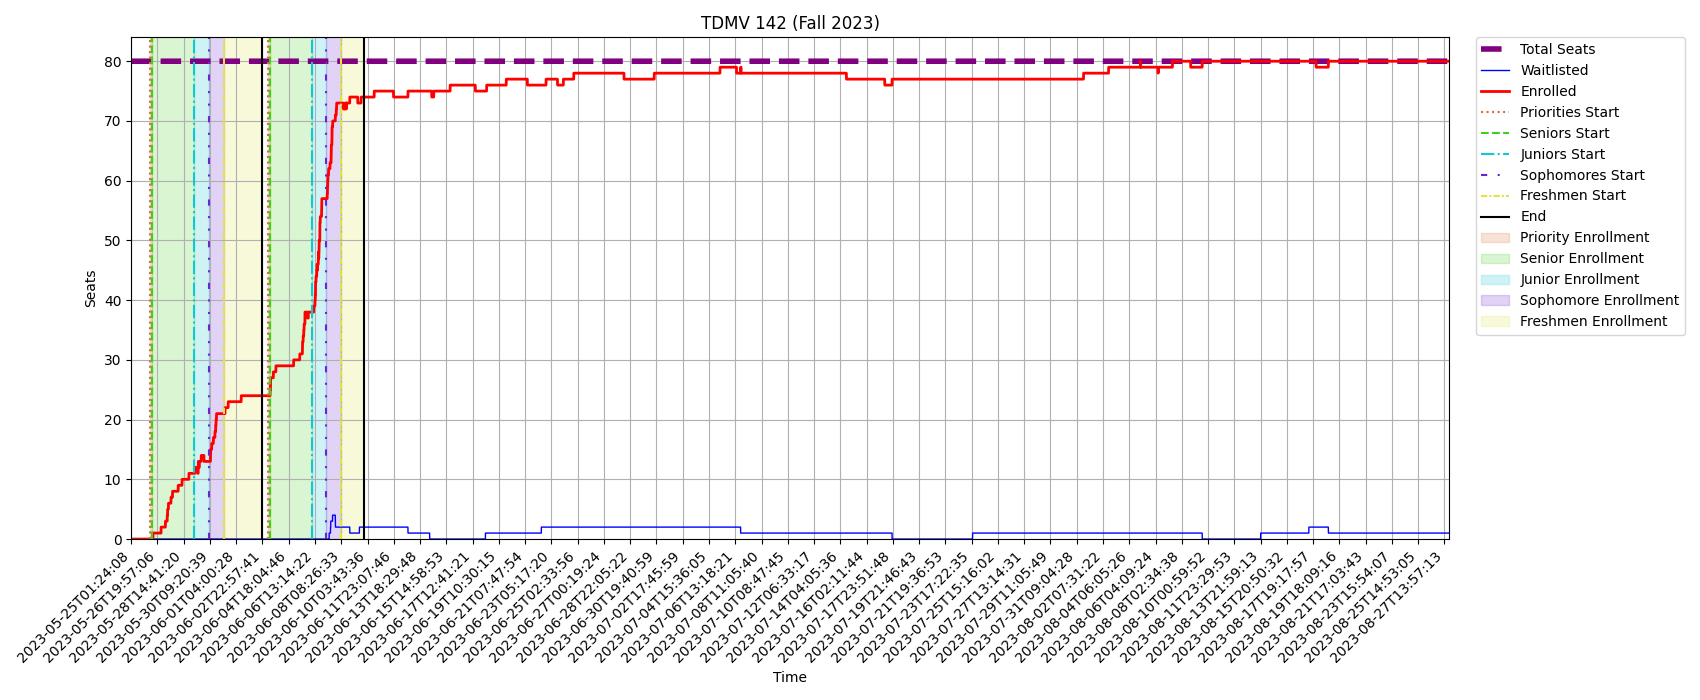 TDMV 142 (Fall 2023)
Seats
80
70
60
50
40
30
20
10
0
2023-05-25T01:24:08
2023-05-26T19:57:06
2023-05-28T14:41:20
2023-05-30T09:20:39
2023-06-01T04:00:28
2023-06-02T22:57:41
2023-06-04T18:04:46
2023-06-06T13:14:22
2023-06-08T08:26:33
2023-06-10T03:43:36
2023-06-11T23:07:46
2023-06-13T18:29:48
2023-06-15T14:58:53
2023-06-17T12:41:21
2023-06-19T10:30:15
2023-06-21T07:47:54
2023-06-23T05:17:20
2023-06-25T02:33:56
2023-06-27T00:19:24
2023-06-28T22:05:22
2023-06-30T19:40:59
2023-07-02T17:45:59
2023-07-04T15:36:05
2023-07-06T13:18:21
2023-07-08T11:05:40
2023-07-10T08:47:45
2023-07-12T06:33:17
2023-07-14T04:05:36
2023-07-16T02:11:44
2023-07-17T23:51:48
2023-07-19T21:46:43
2023-07-21T19:36:53
2023-07-23T17:22:35
2023-07-25T15:16:02
2023-07-27T13:14:31
2023-07-29T11:05:49
2023-07-31T09:04:28
2023-08-02T07:31:22
2023-08-04T06:05:26
2023-08-06T04:09:24
2023-08-08T02:34:38
2023-08-10T00:59:52
2023-08-11T23:29:53
2023-08-13T21:59:13
2023-08-15T20:50:32
2023-08-17T19:17:57
2023-08-19T18:09:16
2023-08-21T17:03:43
2023-08-23T15:54:07
2023-08-25T14:53:05
2023-08-27T13:57:13
Time
Total Seats
Waitlisted
Enrolled
Priorities Start
Seniors Start
Juniors Start
Sophomores Start
Freshmen Start
End
Priority Enrollment
Senior Enrollment
Junior Enrollment
Sophomore Enrollment
Freshmen Enrollment